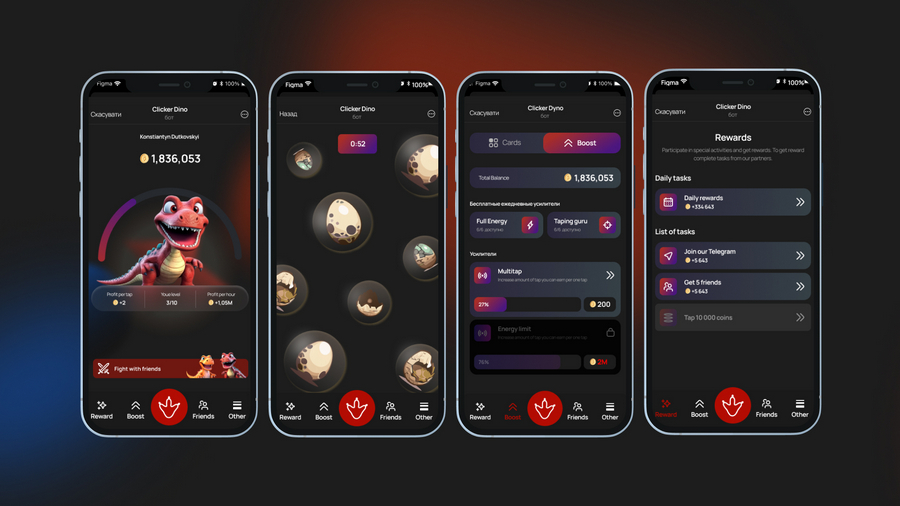 Figma
100%
Скасувати
Clicker Dino
бот
Konstiantyn Dutkovskyi
1,836,053
Profit per tap
+2
Youe level
3/10
Profit per hour
+1.05M
Fight with friends
Reward
Boost
Friends
Other
Figma
100%
Назад
Clicker Dino
бот
0:52
Reward
Boost
Friends
Other
Figma
100%
Скасувати
Clicker Dyno
бот
Cards
Boost
Total Balance
1,836,053
Бесплатные ежедневные усилители
Full Energy
6/6 доступно
Taping guru
6/6 доступно
Усилители
Multitap
Increase amount of tap you can earn per one tap
27%
200
Energy limit
Increase amount of tap you can earn per one tap
76%
2M
Reward
Boost
Friends
Other
Figma
100%
Скасувати
Clicker Dino
бот
Rewards
Participate in special activities and get rewards. To get reward
complete tasks from our partners.
Daily tasks
Daily rewards
+334 643
List of tasks
Join our Telegram
+5 643
Get 5 friends
+5 643
Tap 10 000 coins
Reward
Boost
Friends
Other